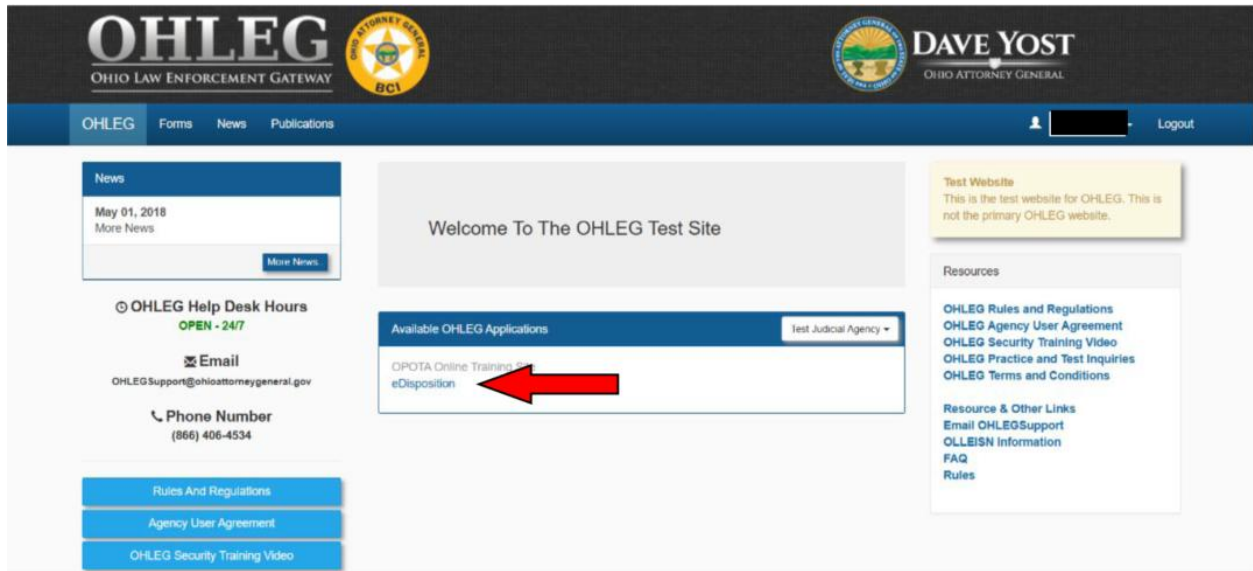 OHLEG
OHIO LAW ENFORCEMENT GATEWAY
OHIO ATTORNEY GENERAL
BCI
DAVE YOST
OHIO ATTORNEY GENERAL
OHLEG Forms News Publications
Logout
News
May 01, 2018
More News
More News..
OHLEG Help Desk Hours
OPEN - 24/7
Email
OHLEGSupport@ohioattorneygeneral.gov
Phone Number
(866) 406-4534
Rules And Regulations
Agency User Agreement
OHLEG Security Training Video
Welcome To The OHLEG Test Site
Available OHLEG Applications
Test Judicial Agency
OPOTA Online Training Site
eDisposition
Test Website
This is the test website for OHLEG. This is
not the primary OHLEG website.
Resources
OHLEG Rules and Regulations
OHLEG Agency User Agreement
OHLEG Security Training Video
OHLEG Practice and Test Inquiries
OHLEG Terms and Conditions
Resource & Other Links
Email OHLEGSupport
OLLEISN Information
FAQ
Rules